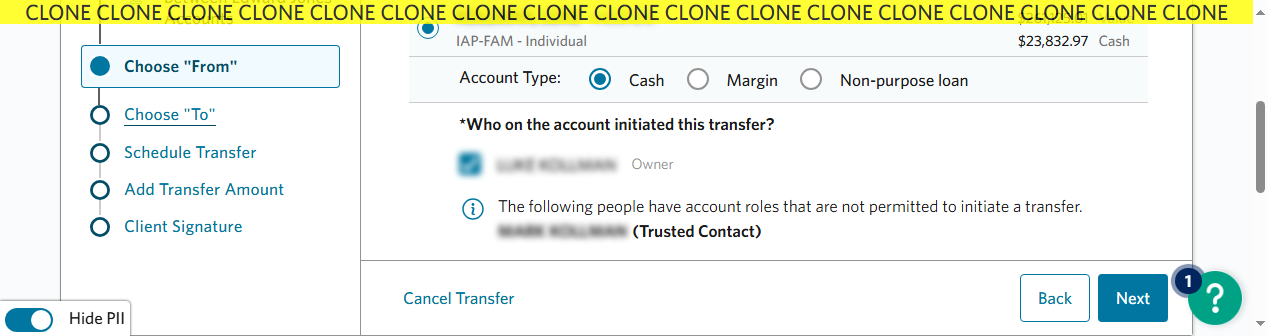 CLONE CLONE CLONE CLONE CLONE CLONE CLONE CLONE CLONE CLONE CLONE CLONE CLONE CLONE CLONE CLONE CLONE
IAP-FAM - Individual
$23,832.97 Cash
Choose "From"
Account Type: Cash Margin Non-purpose loan
Choose "To"
*Who on the account initiated this transfer?
Schedule Transfer
Owner
Add Transfer Amount
The following people have account roles that are not permitted to initiate a transfer.
Client Signature
(Trusted Contact)
Cancel Transfer
Back
Next
1
?
Hide PII